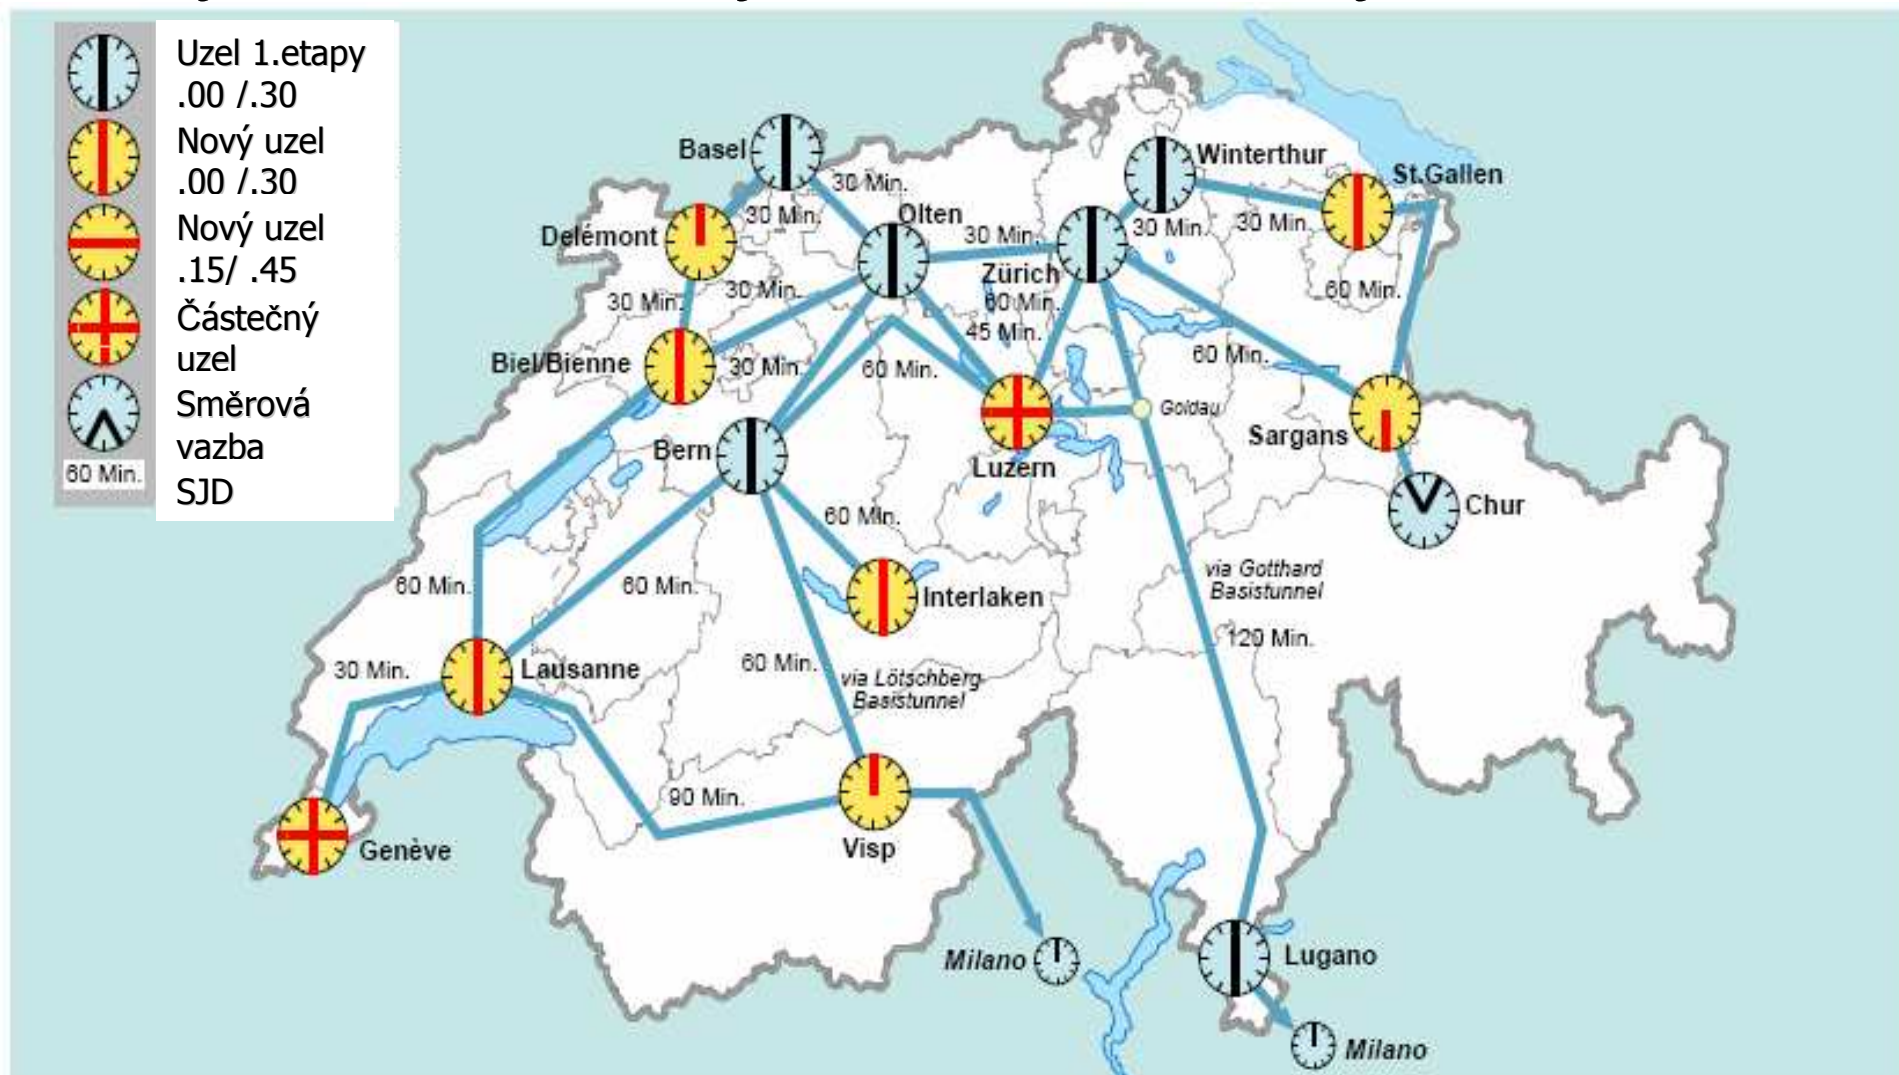 Uzel 1.etapy
.00 /.30
Nový uzel
.00 /.30
Nový uzel
.15/ .45
Částečný
uzel
Směrová
vazba
60 Min.
SJD
Basel
30 Min.
Winterthur
St.Gallen
Delémont
30 Min.
Olten
30 Min.
30 Min.
30 Min.
Zürich
30 Min.
30 Min.
60 Min.
60 Min.
45 Min.
Biel/Bienne
30 Min.
60 Min.
60 Min.
Goldau
Bern
Luzern
Sargans
Chur
60 Min.
via Gotthard
Basistunnel
60 Min.
60 Min.
Interlaken
120 Min.
30 Min.
Lausanne
60 Min.
via Lötschberg-
Basistunnel
90 Min.
Visp
Genève
Milano
Lugano
Milano